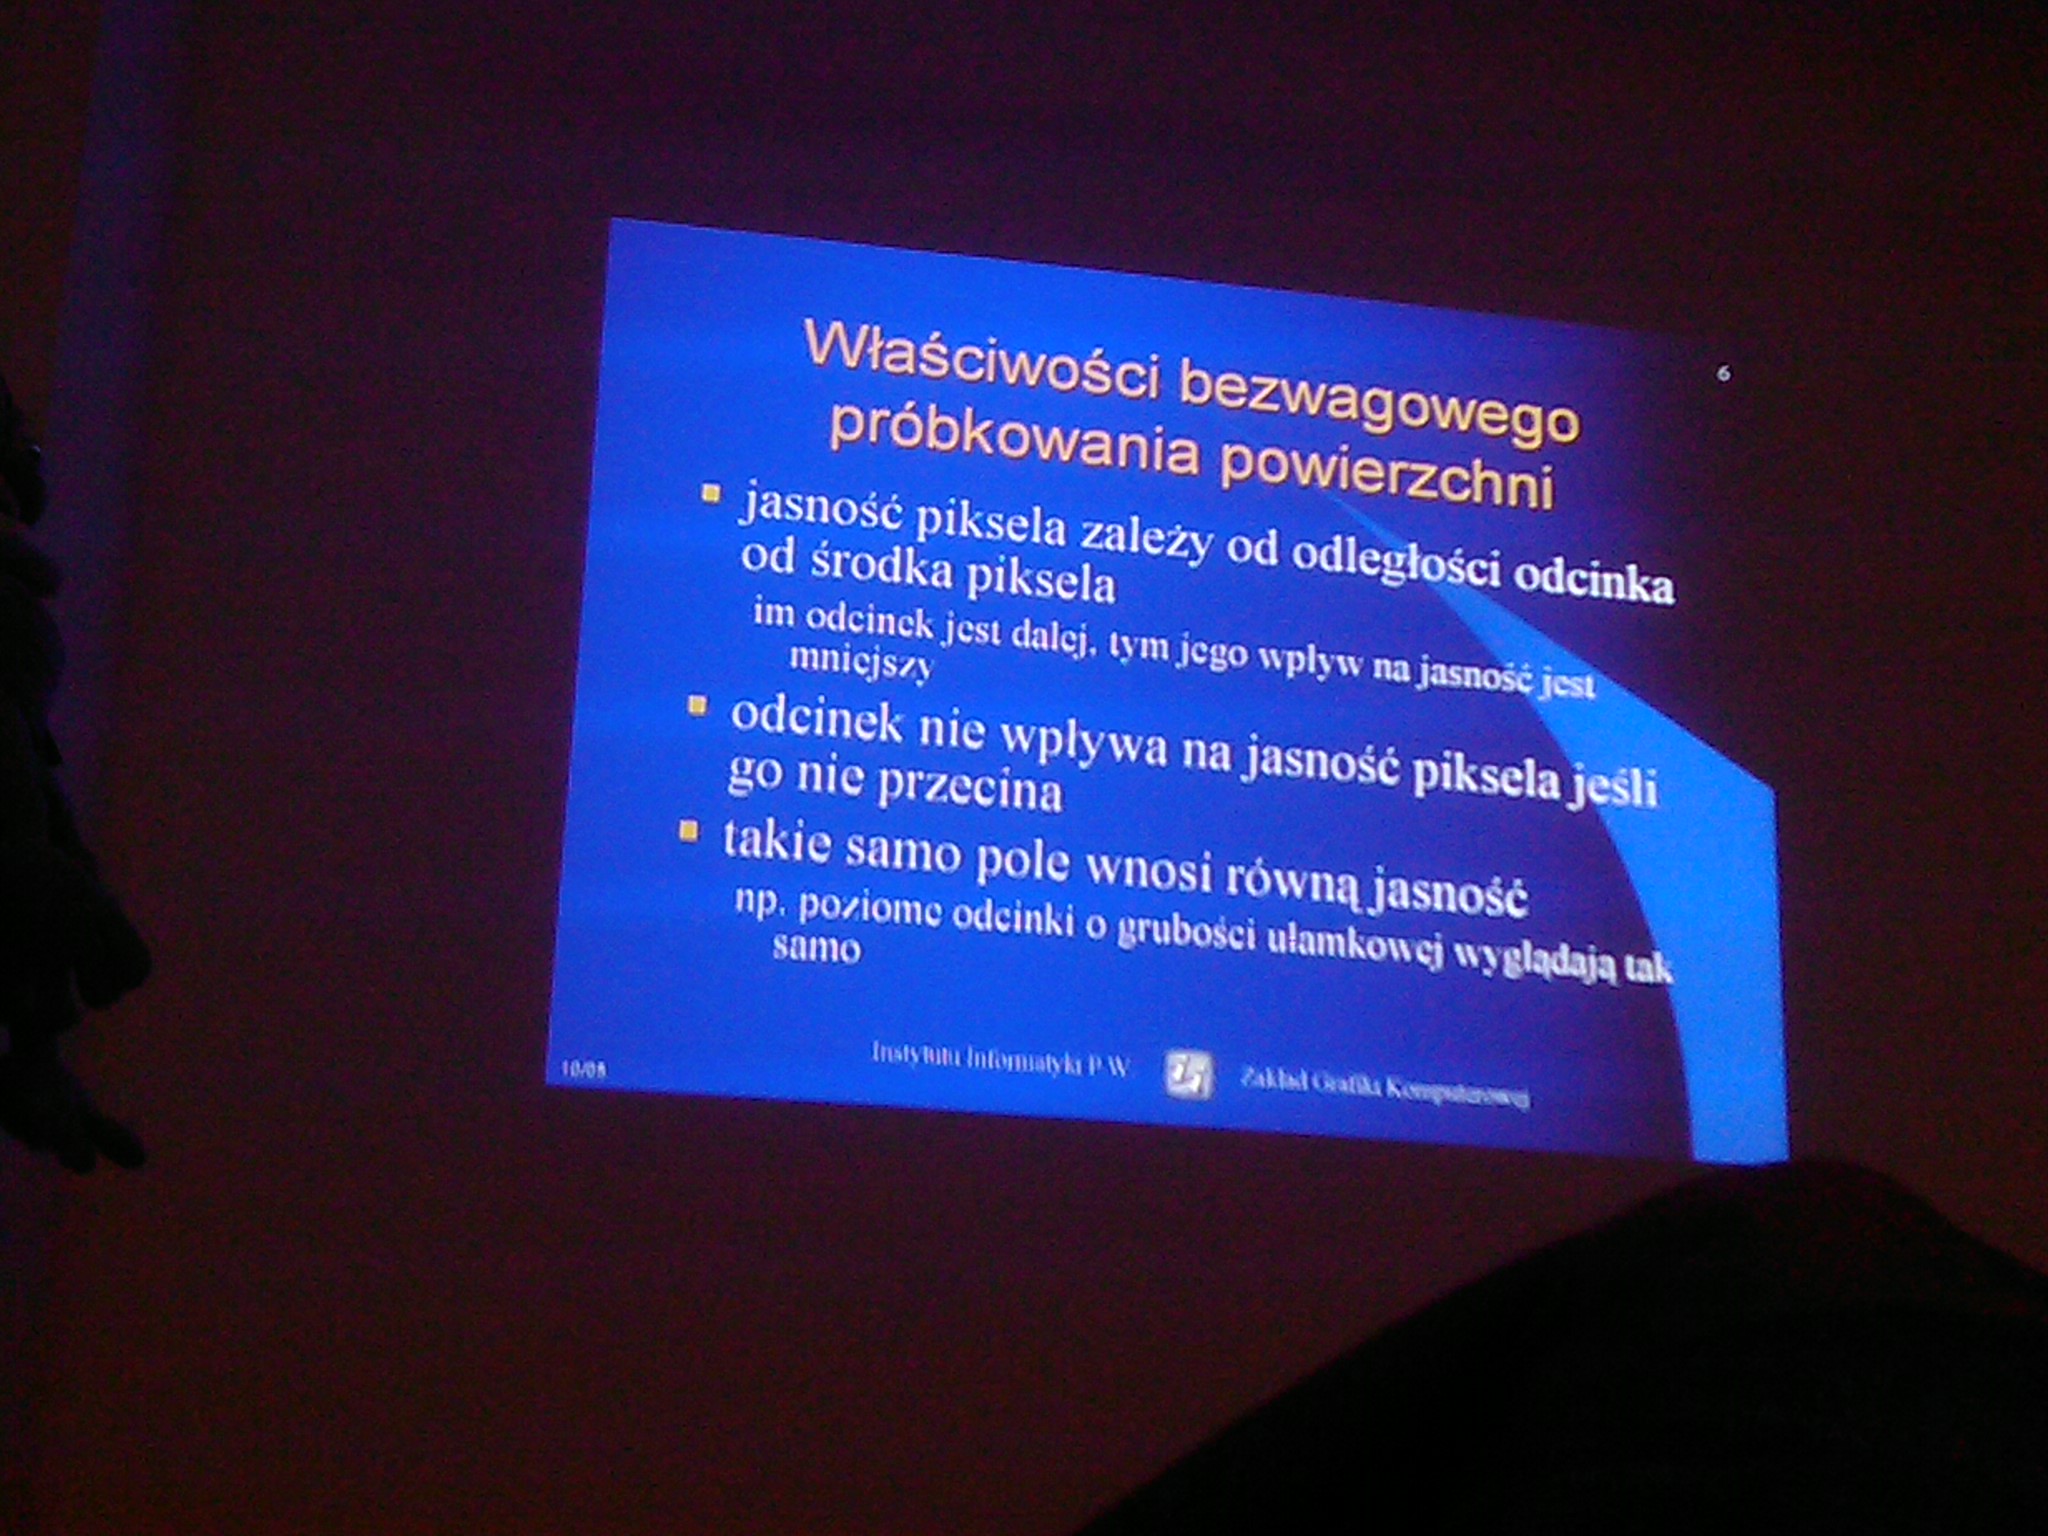 6
Właściwości bezwagowego
próbkowania powierzchni
jasność piksela zależy od odległości odcinka
od środka piksela
im odcinek jest dalej, tym jego wpływ na jasność jest
mniejszy
odcinek nie wpływa na jasność piksela jeśli
go nie przecina
takie samo pole wnosi równą jasność
np. poziome odcinki o grubości ułamkowej wyglądają tak
samo
10/08
Instytutu Informatyki P W
Zakład Grafiki Komputerowej